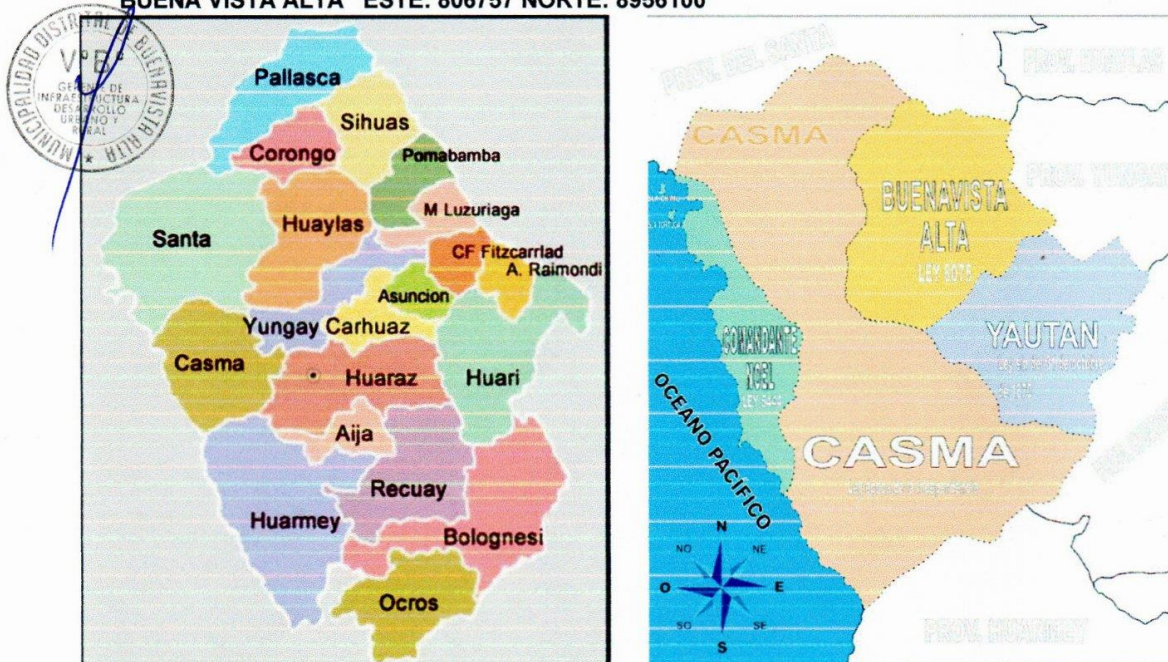 BUENA VISTA ALTA ESTE: 806757 NORTE: 8956100
MUNICIPALIDAD DISTRITAL DE BUENAVISTA ALTA
V°B°
GERENTE DE
INFRAESTRUCTURA
DESARROLLO
URBANO Y
RURAL
Pallasca
Sihuas
Corongo
Pomabamba
Huaylas
M Luzuriaga
Santa
CF Fitzcarrlad
A. Raimondi
Asuncion
Yungay
Carhuaz
Casma
Huaraz
Huari
Aija
Recuay
Huarmey
Bolognesi
Ocros
PROV. DEL SANTA
PROV. HUAYLAS
CASMA
BUENAVISTA
ALTA
PROV. YUNGAY
COMANDANTE
NOEL
YAUTAN
OCEANO PACÍFICO
CASMA
N
NO
NE
O
E
SO
SE
S
PROV. HUARMEY